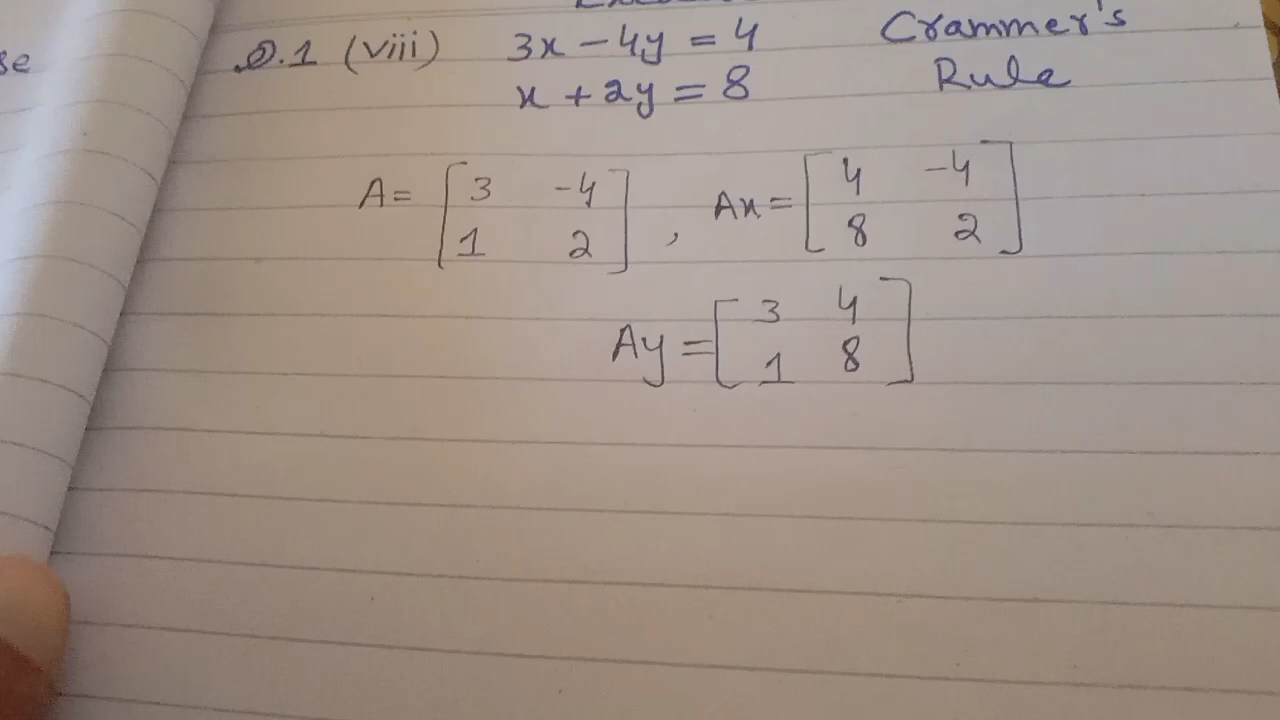 se
Q.1 (viii) 3x - 4y = 4 Crammer's
x + 2y = 8 Rule
A = [3 -4
1 2] , Ax = [4 -4
8 2]
Ay = [3 4
1 8]